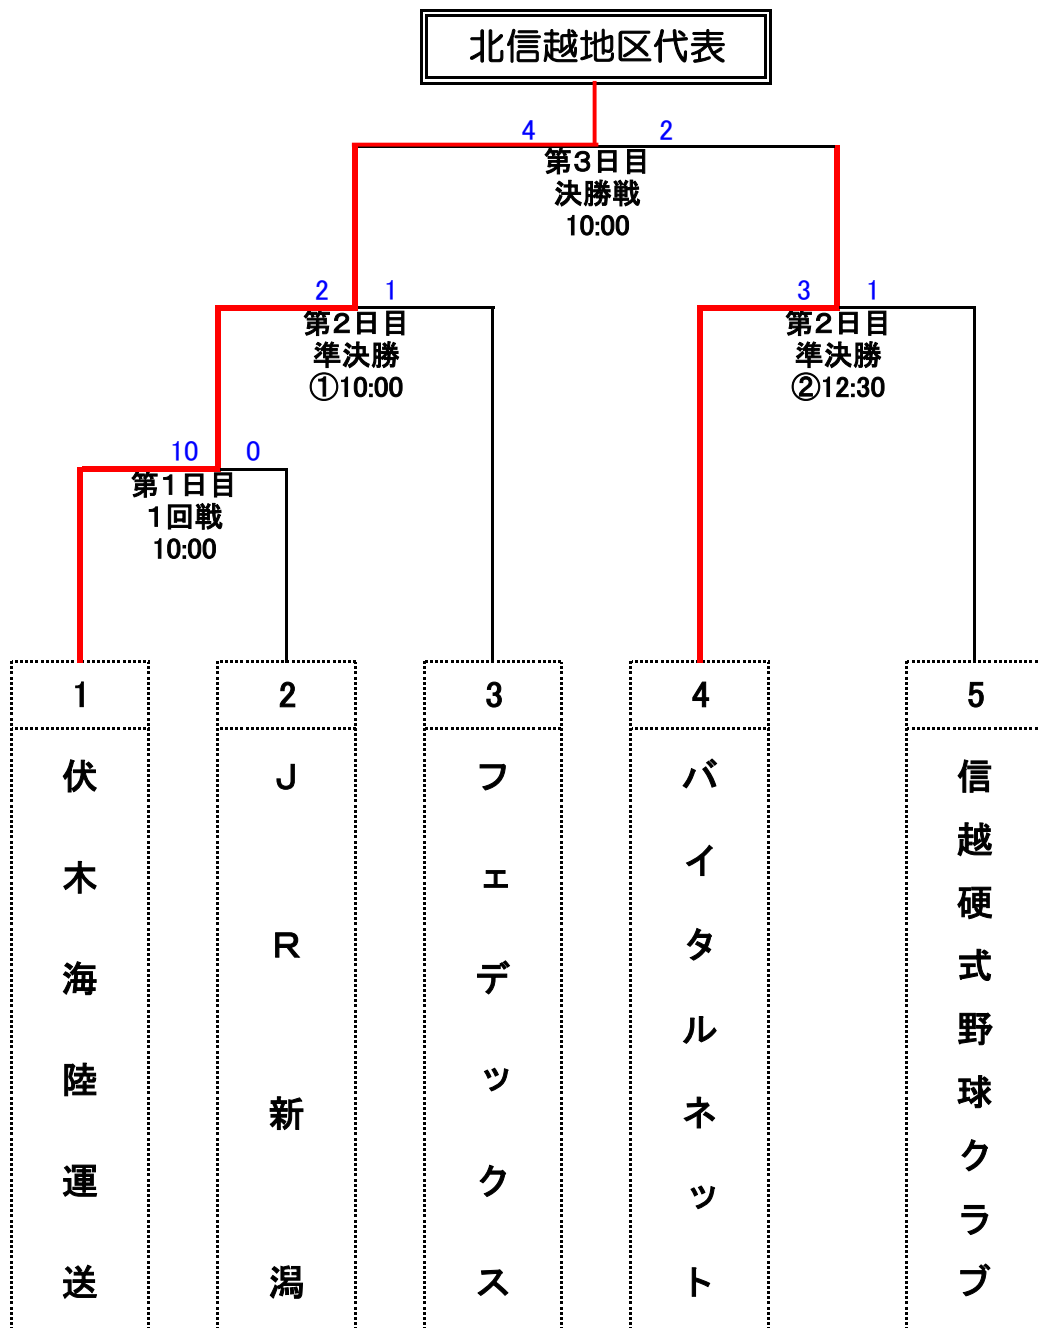 北信越地区代表
4 2
第3日目
決勝戦
10:00
2 1
第2日目
準決勝
①10:00
3 1
第2日目
準決勝
②12:30
10 0
第1日目
1回戦
10:00
1
伏木海陸運送
2
JR新潟
3
フェデックス
4
バイタルネット
5
信越硬式野球クラブ